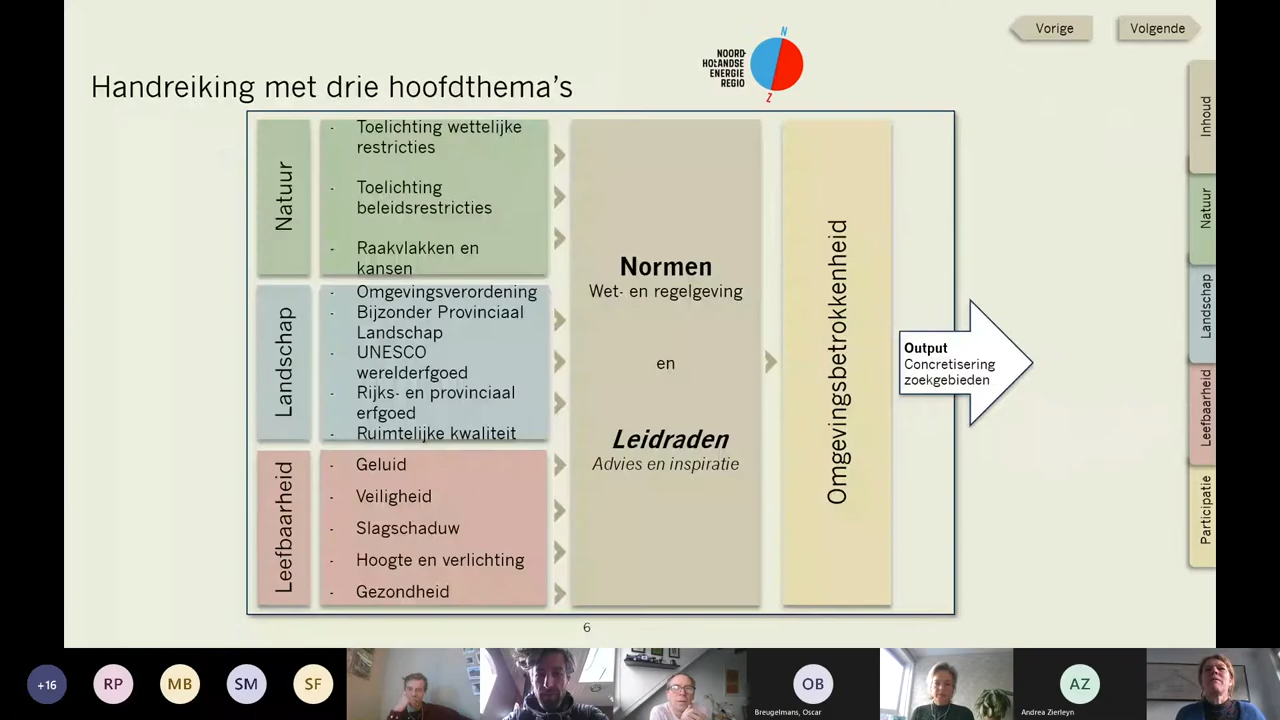 Vorige
Volgende
NOORD-
HOLLANDSE
ENERGIE
REGIO
N
Z
Handreiking met drie hoofdthema's
Natuur
- Toelichting wettelijke
restricties
- Toelichting
beleidsrestricties
- Raakvlakken en
kansen
Landschap
- Omgevingsverordening
- Bijzonder Provinciaal
Landschap
- UNESCO
werelderfgoed
- Rijks- en provinciaal
erfgoed
- Ruimtelijke kwaliteit
Leefbaarheid
- Geluid
- Veiligheid
- Slagschaduw
- Hoogte en verlichting
- Gezondheid
Normen
Wet- en regelgeving
en
Leidraden
Advies en inspiratie
Omgevingsbetrokkenheid
Output
Concretisering
zoekgebieden
Inhoud
Natuur
Landschap
Leefbaarheid
Participatie
6
+16
RP
MB
SM
SF
OB
Breugelmans, Oscar
AZ
Andrea Zierleyn